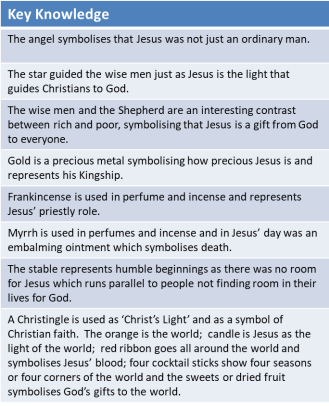 Key Knowledge
The angel symbolises that Jesus was not just an ordinary man.
The star guided the wise men just as Jesus is the light that
guides Christians to God.
The wise men and the Shepherd are an interesting contrast
between rich and poor, symbolising that Jesus is a gift from God
to everyone.
Gold is a precious metal symbolising how precious Jesus is and
represents his Kingship.
Frankincense is used in perfume and incense and represents
Jesus’ priestly role.
Myrrh is used in perfumes and incense and in Jesus’ day was an
embalming ointment which symbolises death.
The stable represents humble beginnings as there was no room
for Jesus which runs parallel to people not finding room in their
lives for God.
A Christingle is used as ‘Christ’s Light’ and as a symbol of
Christian faith.  The orange is the world;  candle is Jesus as the
light of the world;  red ribbon goes all around the world and
symbolises Jesus’ blood; four cocktail sticks show four seasons
or four corners of the world and the sweets or dried fruit
symbolises God’s gifts to the world.